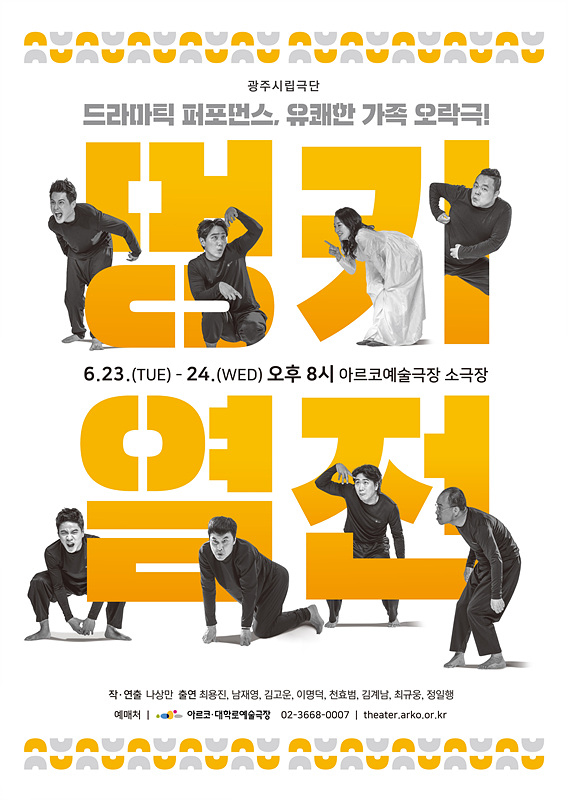 광주시립극단
드라마틱 퍼포먼스, 유쾌한 가족 오락극!
멍키
열전
6.23.(TUE) - 24.(WED) 오후 8시 아르코예술극장 소극장
작·연출 나상만 출연 최용진, 남재영, 김고운, 이명덕, 천효범, 김계남, 최규웅, 정일행
예매처 | 아르코·대학로예술극장 02-3668-0007 | theater.arko.or.kr